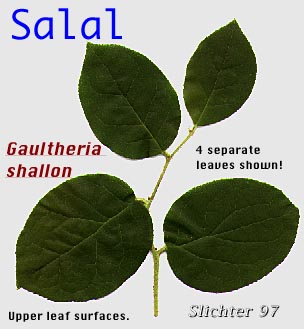 Salal
Gaultheria
shallon
4 separate
leaves shown!
Upper leaf surfaces.
Slichter 97